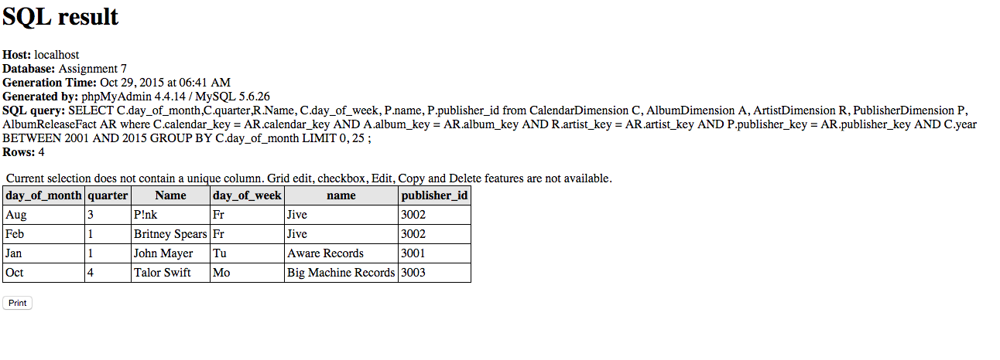 SQL result
Host: localhost
Database: Assignment 7
Generation Time: Oct 29, 2015 at 06:41 AM
Generated by: phpMyAdmin 4.4.14 / MySQL 5.6.26
SQL query: SELECT C.day_of_month,C.quarter,R.Name, C.day_of_week, P.name, P.publisher_id from CalendarDimension C, AlbumDimension A, ArtistDimension R, PublisherDimension P,
AlbumReleaseFact AR where C.calendar_key = AR.calendar_key AND A.album_key = AR.album_key AND R.artist_key = AR.artist_key AND P.publisher_key = AR.publisher_key AND C.year
BETWEEN 2001 AND 2015 GROUP BY C.day_of_month LIMIT 0, 25 ;
Rows: 4
Current selection does not contain a unique column. Grid edit, checkbox, Edit, Copy and Delete features are not available.
day_of_month quarter Name day_of_week name publisher_id
Aug 3 P!nk Fr Jive 3002
Feb 1 Britney Spears Fr Jive 3002
Jan 1 John Mayer Tu Aware Records 3001
Oct 4 Talor Swift Mo Big Machine Records 3003
Print